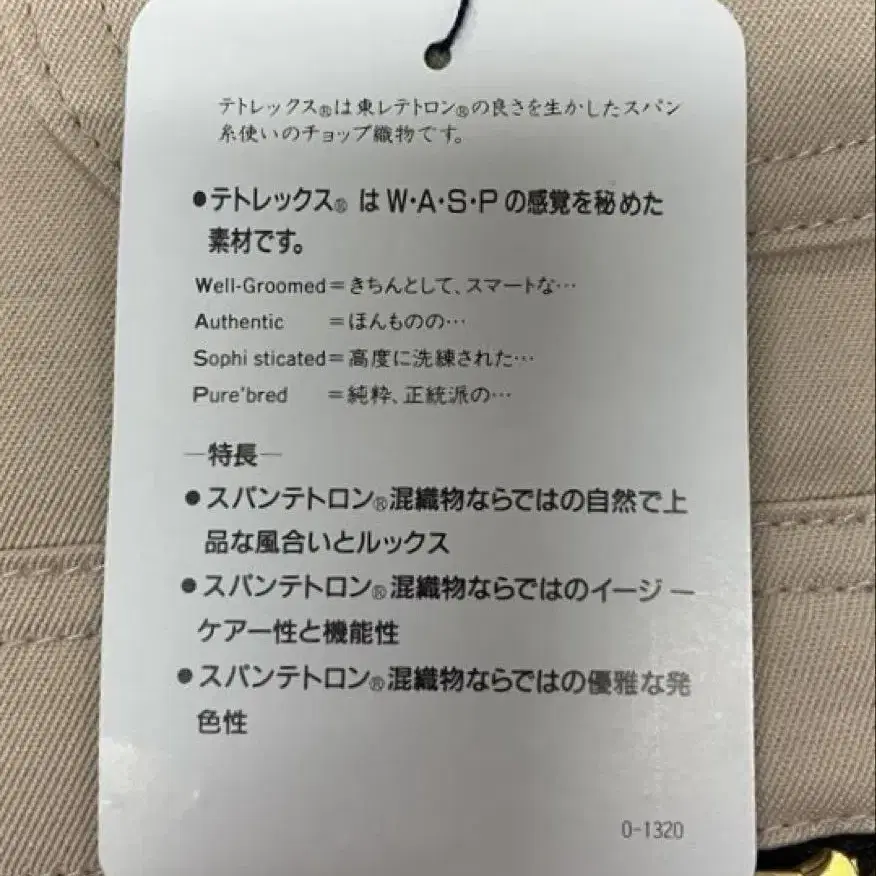 テトレックス®は東レテトロン®の良さを生かしたスパン
糸使いのチョップ織物です。
●テトレックス® は W·A·S·P の感覚を秘めた
素材です。
Well-Groomed＝きちんとして、スマートな…
Authentic ＝ほんものの…
Sophi sticated＝高度に洗練された…
Pure'bred ＝純粋、正統派の…
―特長―
●スパンテトロン®混織物ならではの自然で上
品な風合いとルックス
●スパンテトロン®混織物ならではのイージー
ケアー性と機能性
●スパンテトロン®混織物ならではの優雅な発
色性
0-1320